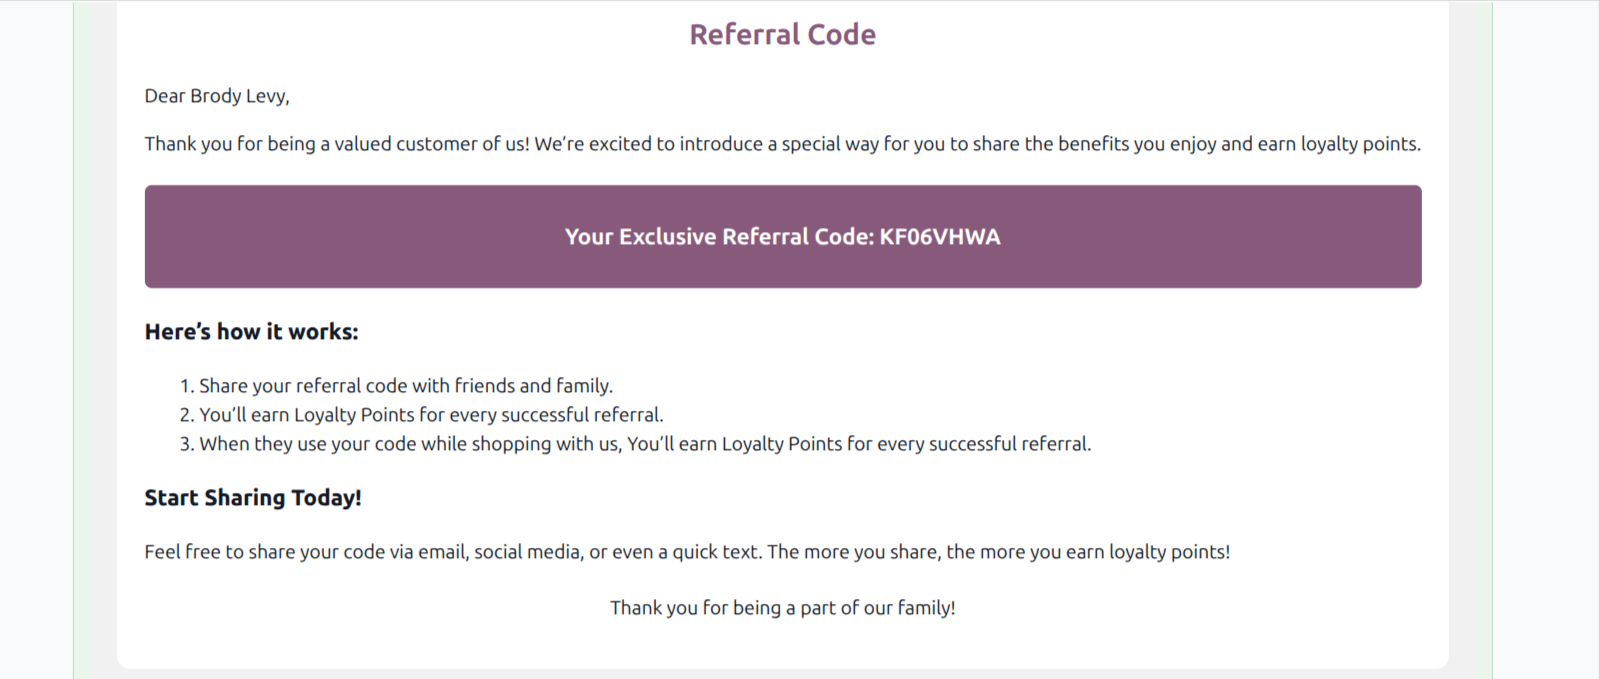 Referral Code
Dear Brody Levy,
Thank you for being a valued customer of us! We’re excited to introduce a special way for you to share the benefits you enjoy and earn loyalty points.
Your Exclusive Referral Code: KF06VHWA
Here’s how it works:
1. Share your referral code with friends and family.
2. You’ll earn Loyalty Points for every successful referral.
3. When they use your code while shopping with us, You’ll earn Loyalty Points for every successful referral.
Start Sharing Today!
Feel free to share your code via email, social media, or even a quick text. The more you share, the more you earn loyalty points!
Thank you for being a part of our family!